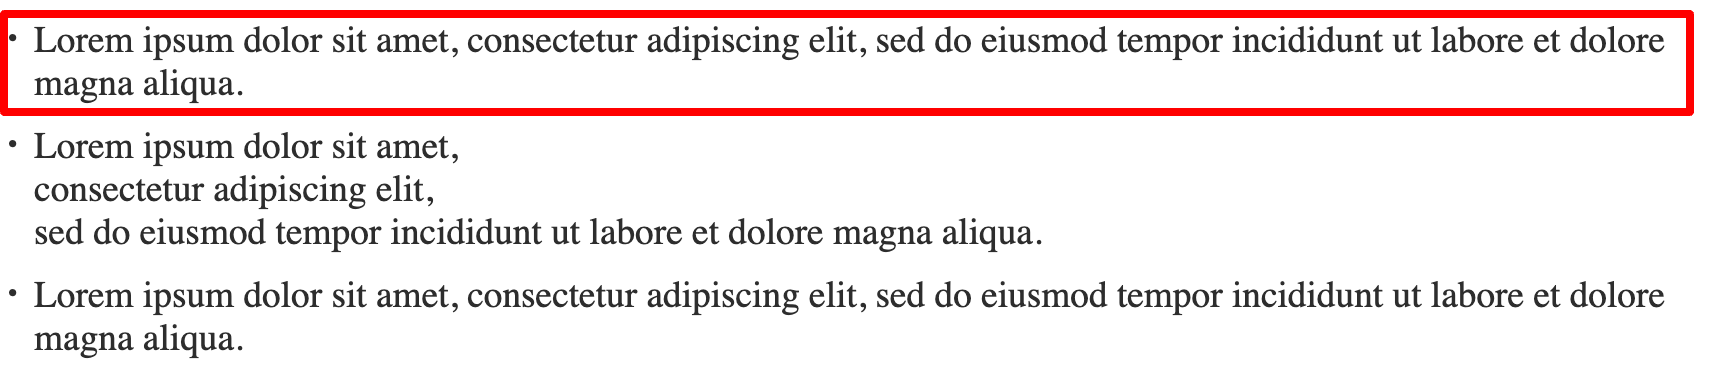 • Lorem ipsum dolor sit amet, consectetur adipiscing elit, sed do eiusmod tempor incididunt ut labore et dolore
magna aliqua.
• Lorem ipsum dolor sit amet,
consectetur adipiscing elit,
sed do eiusmod tempor incididunt ut labore et dolore magna aliqua.
• Lorem ipsum dolor sit amet, consectetur adipiscing elit, sed do eiusmod tempor incididunt ut labore et dolore
magna aliqua.